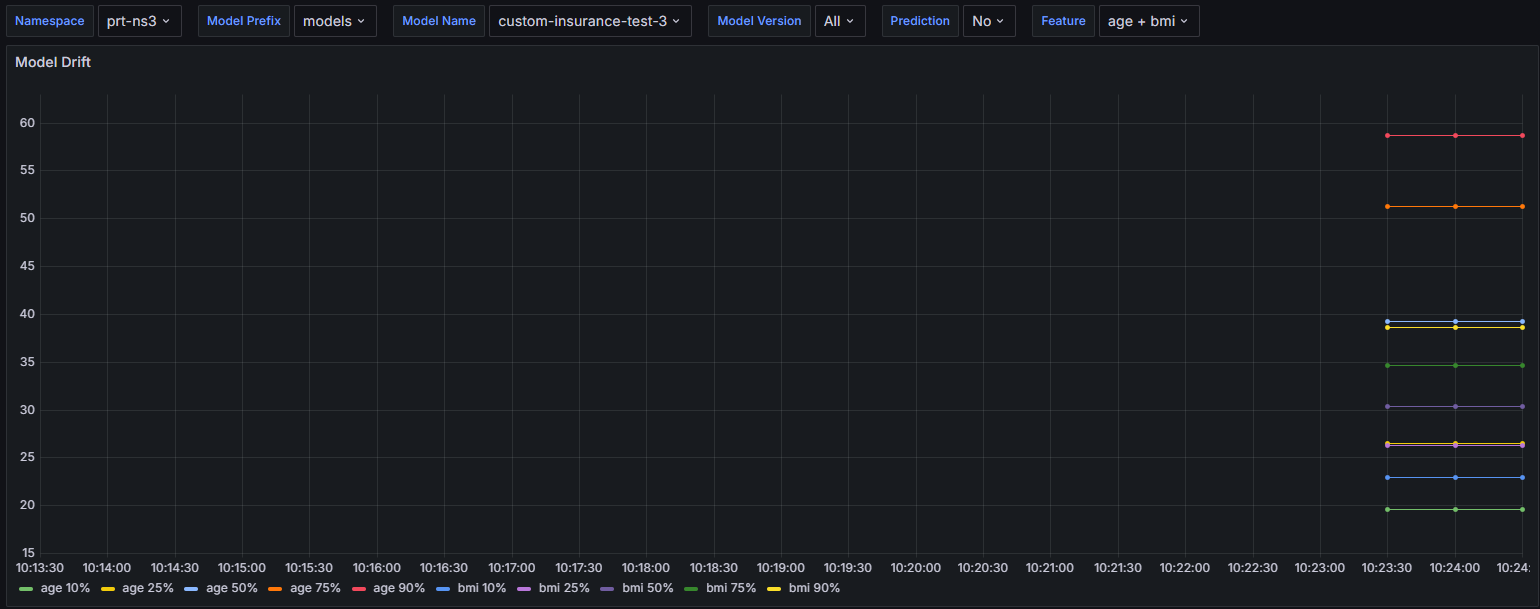 Namespace prt-ns3 Model Prefix models Model Name custom-insurance-test-3 Model Version All Prediction No Feature age + bmi
Model Drift
60
55
50
45
40
35
30
25
20
15
10:13:30 10:14:00 10:14:30 10:15:00 10:15:30 10:16:00 10:16:30 10:17:00 10:17:30 10:18:00 10:18:30 10:19:00 10:19:30 10:20:00 10:20:30 10:21:00 10:21:30 10:22:00 10:22:30 10:23:00 10:23:30 10:24:00 10:24:
age 10% age 25% age 50% age 75% age 90% bmi 10% bmi 25% bmi 50% bmi 75% bmi 90%